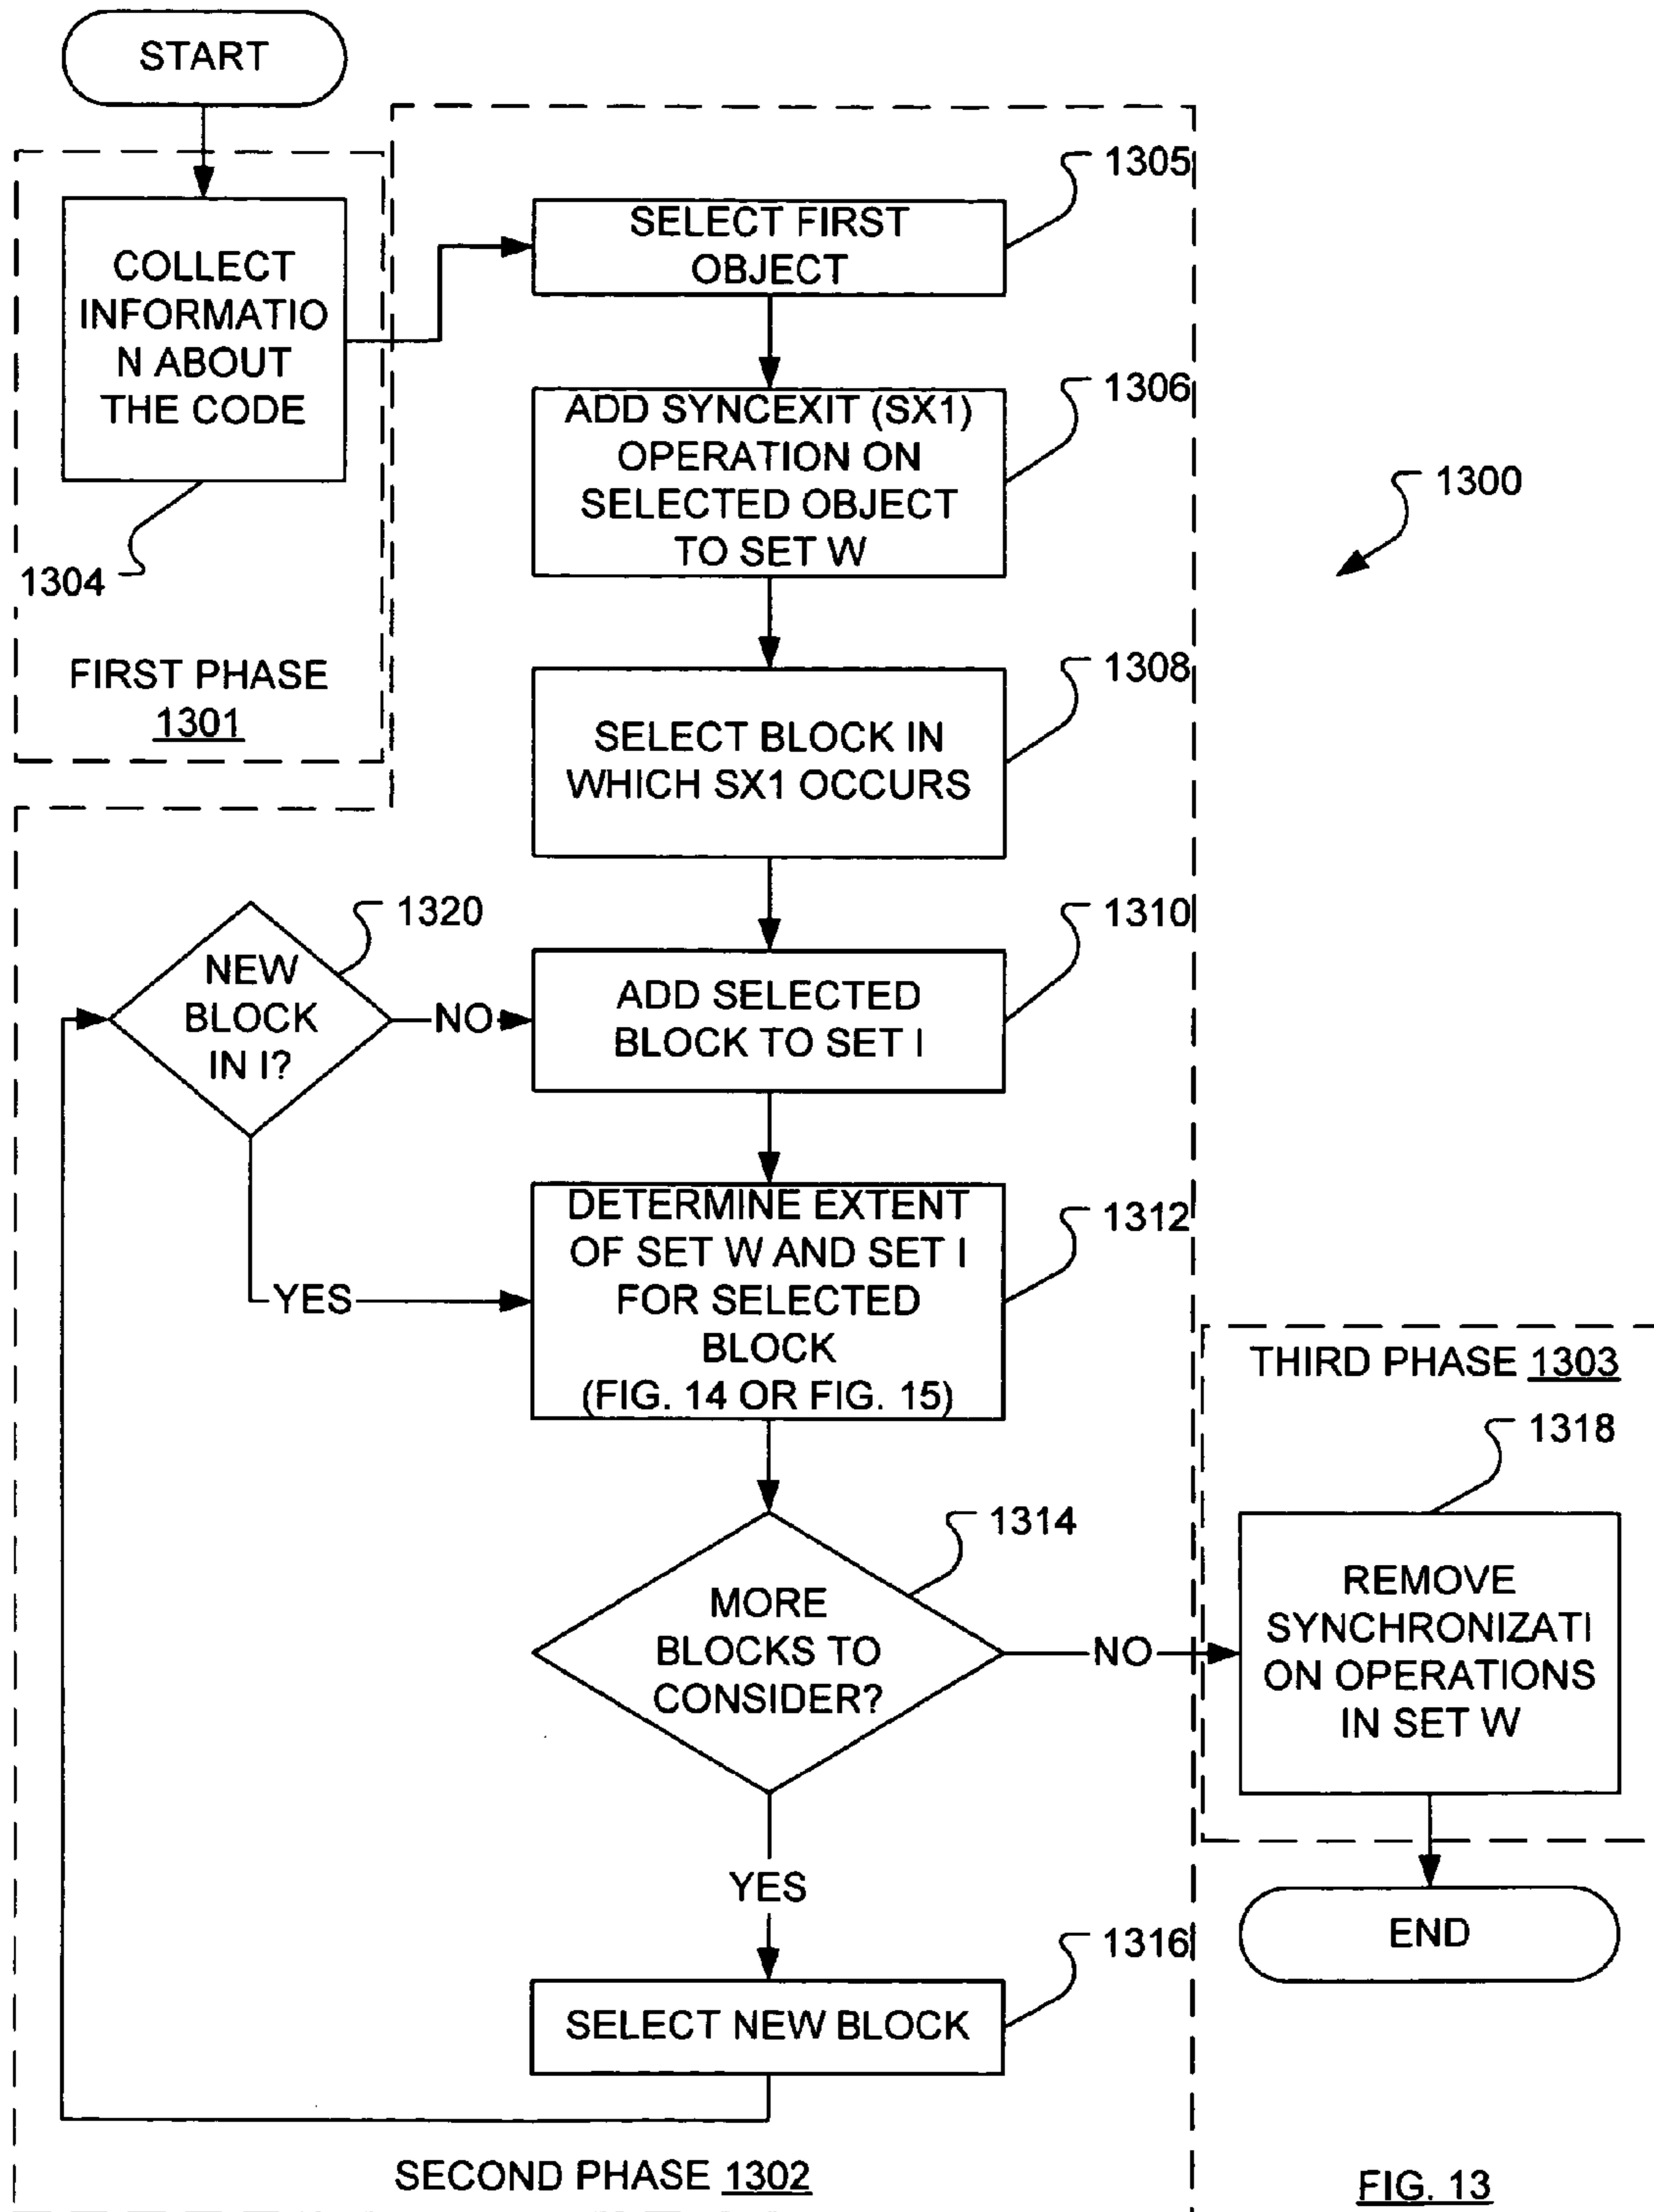 START
COLLECT
INFORMATIO
N ABOUT
THE CODE
1304
FIRST PHASE
1301
1305
SELECT FIRST
OBJECT
1306
ADD SYNCEXIT (SX1)
OPERATION ON
SELECTED OBJECT
TO SET W
1300
1308
SELECT BLOCK IN
WHICH SX1 OCCURS
1320
NEW
BLOCK
IN I?
NO
1310
ADD SELECTED
BLOCK TO SET I
YES
1312
DETERMINE EXTENT
OF SET W AND SET I
FOR SELECTED
BLOCK
(FIG. 14 OR FIG. 15)
1314
MORE
BLOCKS TO
CONSIDER?
NO
YES
THIRD PHASE 1303
1318
REMOVE
SYNCHRONIZATI
ON OPERATIONS
IN SET W
END
1316
SELECT NEW BLOCK
SECOND PHASE 1302
FIG. 13